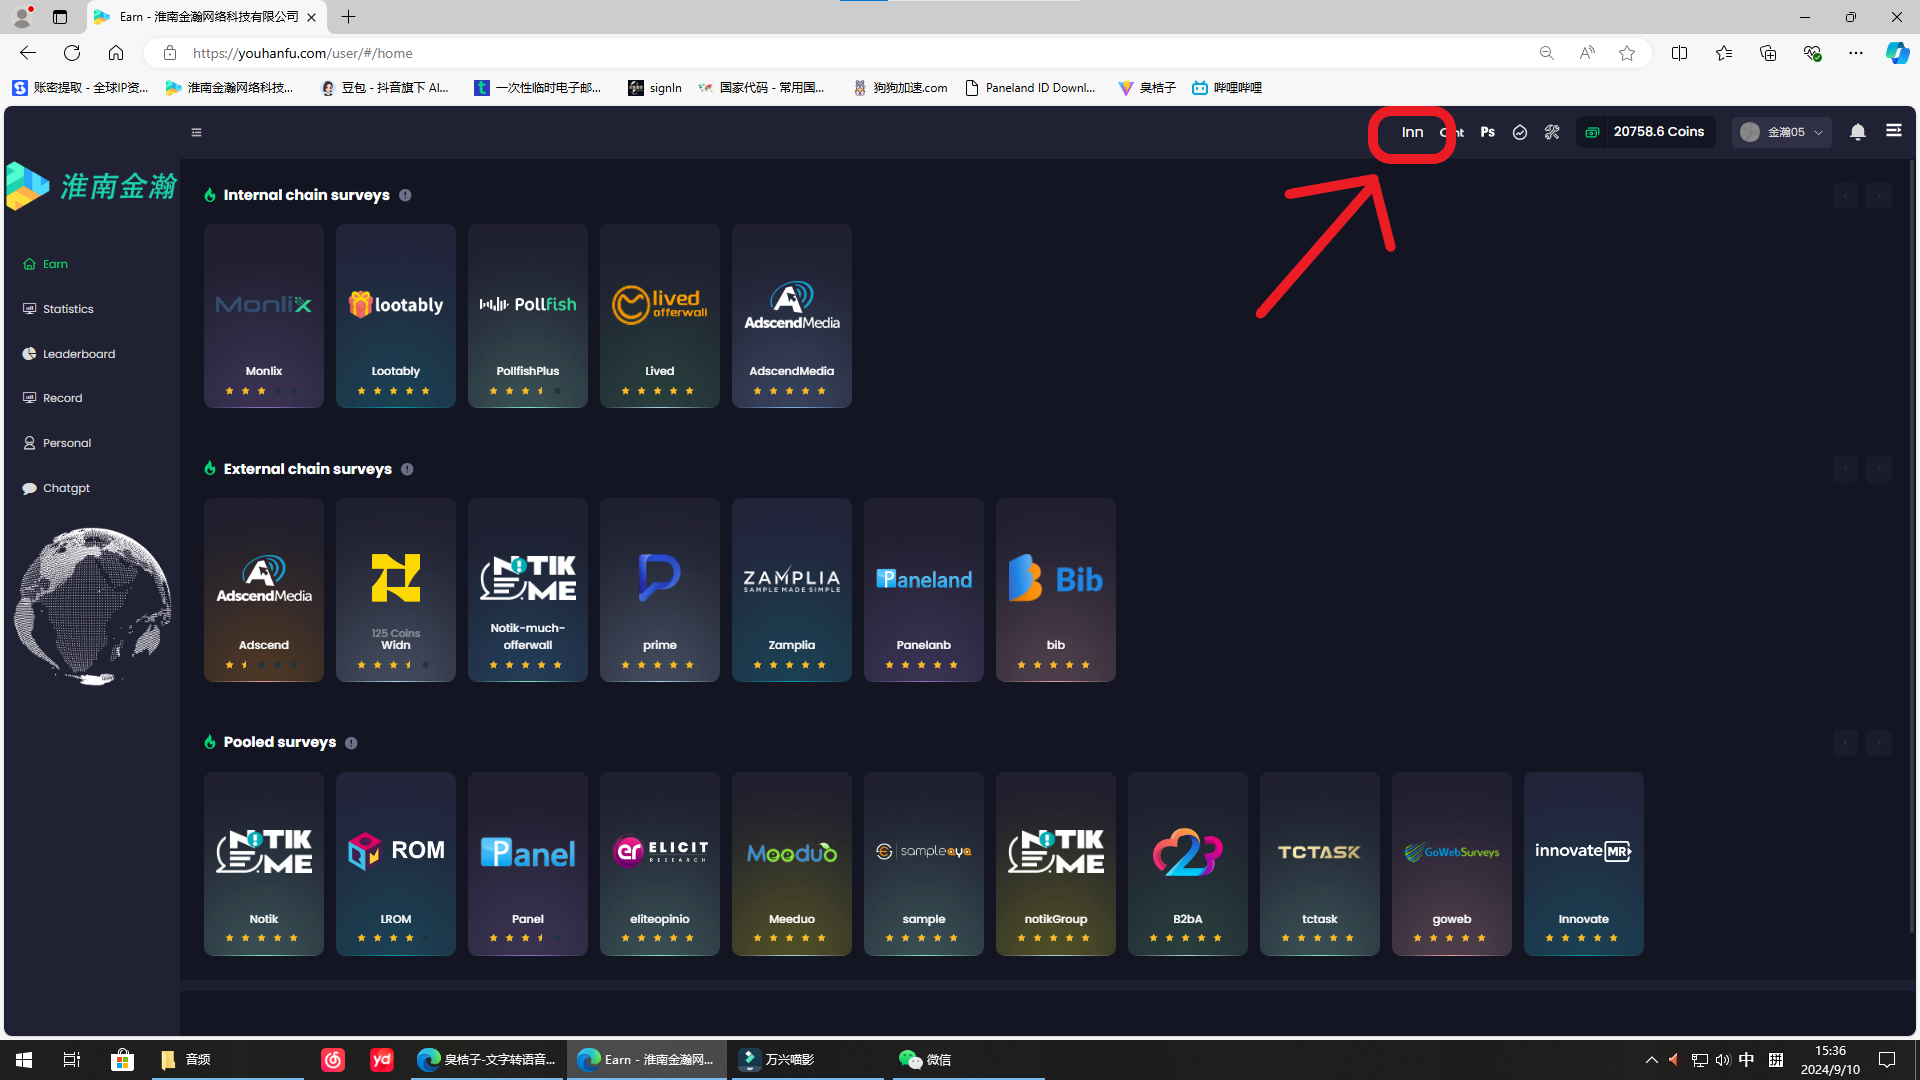 Earn - 淮南金瀚网络科技有限公司
https://youhanfu.com/user/#/home
账密提取 - 全球IP资...
淮南金瀚网络科技...
豆包 - 抖音旗下 AI...
一次性临时电子邮...
signIn
国家代码 - 常用国...
狗狗加速.com
Paneland ID Downl...
臭桔子
哔哩哔哩
Inn
Ps
20758.6 Coins
金瀚05
淮南金瀚
Earn
Statistics
Leaderboard
Record
Personal
Chatgpt
Internal chain surveys
Monlix
lootably
Pollfish
lived
offerwall
AdscendMedia
Monlix
Lootably
PollfishPlus
Lived
AdscendMedia
External chain surveys
AdscendMedia
NOTIK
ME
ZAMPLIA
SAMPLE MADE SIMPLE
Paneland
Bib
125 Coins
Adscend
Widn
Notik-much-
offerwall
prime
Zamplia
Panelanb
bib
Pooled surveys
NOTIK
ME
ROM
Panel
er ELICIT
RESEARCH
Meeduo
sampleaya
NOTIK
ME
TCTASK
GoWebSurveys
innovateMR
Notik
LROM
Panel
eliteopinio
Meeduo
sample
notikGroup
B2bA
tctask
goweb
Innovate
音频
yd
臭桔子-文字转语音...
Earn - 淮南金瀚网...
万兴喵影
微信
中
拼
15:36
2024/9/10